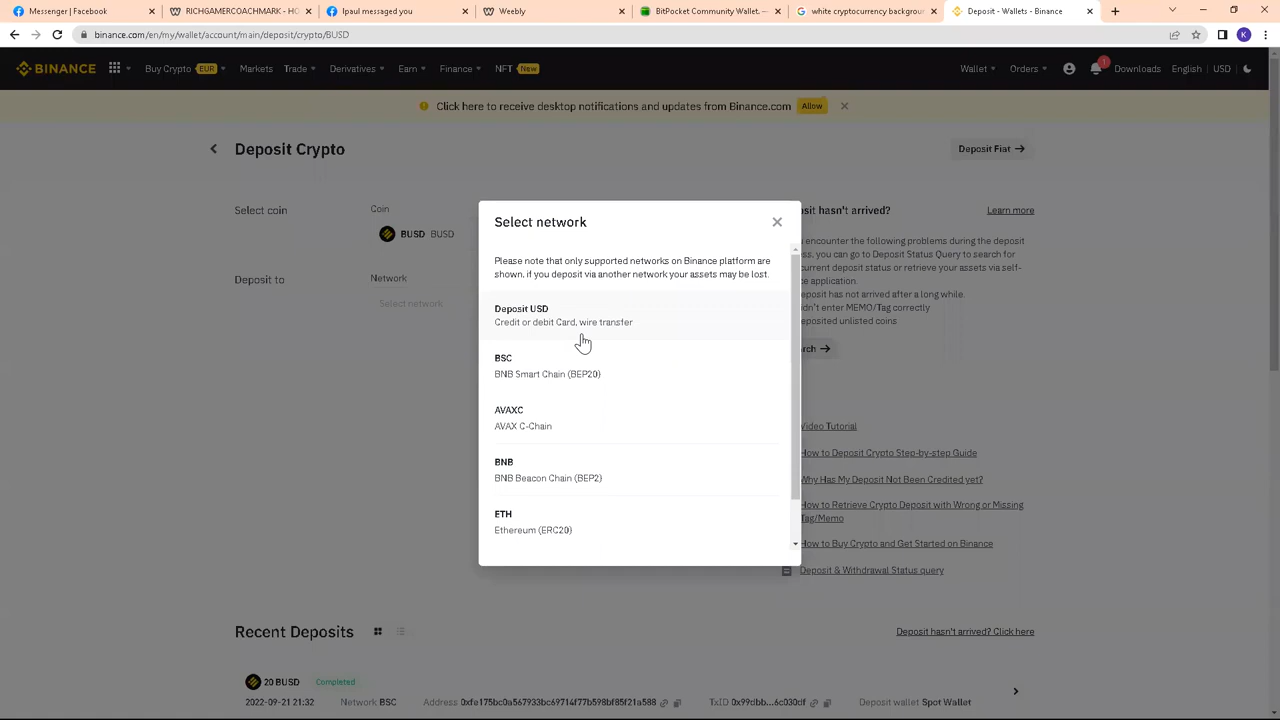 Messenger | Facebook
RICHGAMERCOACHMARK - HO
Ipaul messaged you
Weebly
BitPocket Community Wallet, —
white cryptocurrency backgroun
Deposit - Wallets - Binance
binance.com/en/my/wallet/account/main/deposit/crypto/BUSD
K
BINANCE
Buy Crypto EUR
Markets
Trade
Derivatives
Earn
Finance
NFT New
Wallet
Orders
1
Downloads
English
USD
Click here to receive desktop notifications and updates from Binance.com
Allow
Deposit Crypto
Deposit Fiat →
Select coin
Coin
BUSD BUSD
Deposit to
Network
Select network
Select network
Please note that only supported networks on Binance platform are
shown, if you deposit via another network your assets may be lost.
Deposit USD
Credit or debit Card, wire transfer
BSC
BNB Smart Chain (BEP20)
AVAXC
AVAX C-Chain
BNB
BNB Beacon Chain (BEP2)
ETH
Ethereum (ERC20)
posit hasn't arrived?
Learn more
u encounter the following problems during the deposit
ess, you can go to Deposit Status Query to search for
current deposit status or retrieve your assets via self-
ce application.
eposit has not arrived after a long while.
dn't enter MEMO/Tag correctly
eposited unlisted coins
rch →
Video Tutorial
How to Deposit Crypto Step-by-step Guide
Why Has My Deposit Not Been Credited yet?
How to Retrieve Crypto Deposit with Wrong or Missing
Tag/Memo
How to Buy Crypto and Get Started on Binance
Deposit & Withdrawal Status query
Recent Deposits
Deposit hasn't arrived? Click here
20 BUSD Completed
2022-09-21 21:32
Network BSC
Address 0xfe175bc0a567933bc69714f77b598bf85f21a588
TxID 0x99dbb...6c030df
Deposit wallet Spot Wallet